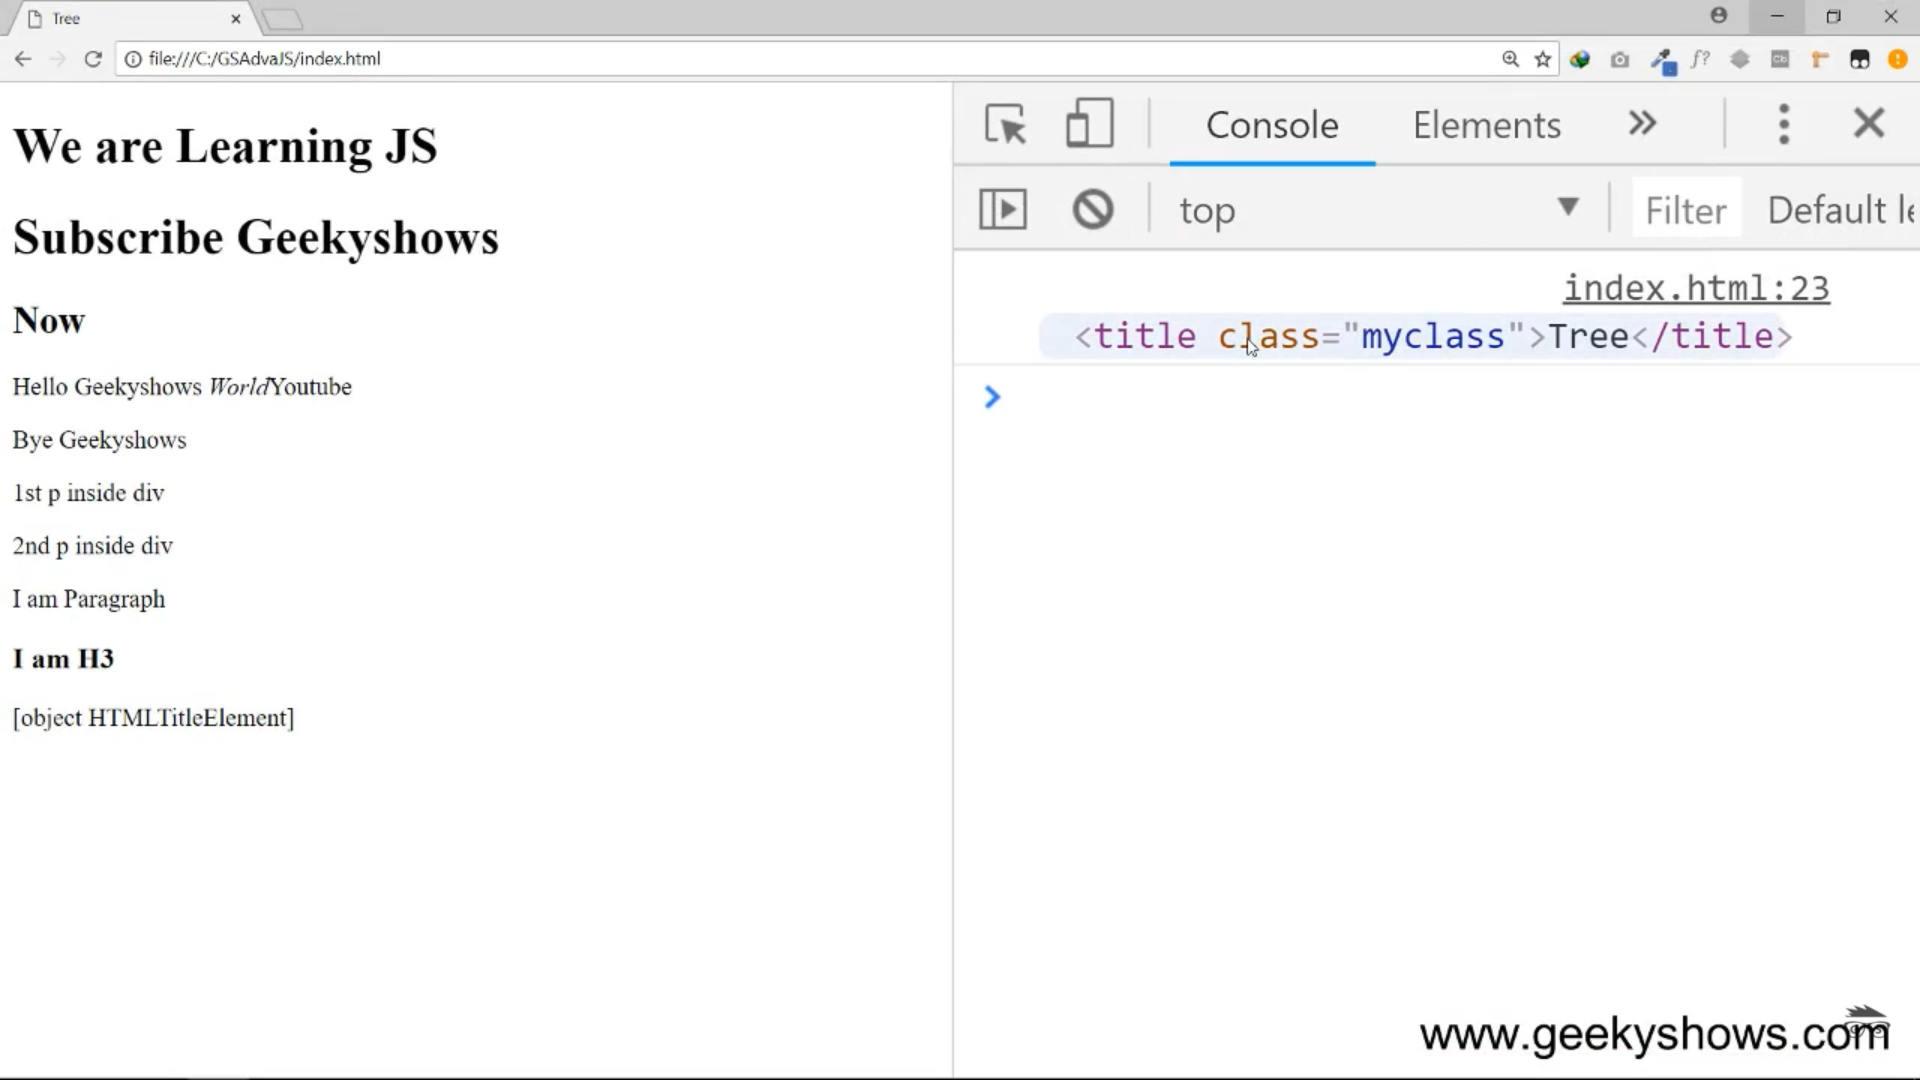 Tree
file:///C:/GSAdvaJS/index.html
f?
Cb
We are Learning JS
Subscribe Geekyshows
Now
Hello Geekyshows WorldYoutube
Bye Geekyshows
1st p inside div
2nd p inside div
I am Paragraph
I am H3
[object HTMLTitleElement]
Console Elements
top Filter Default le
index.html:23
<title class="myclass">Tree</title>
www.geekyshows.com